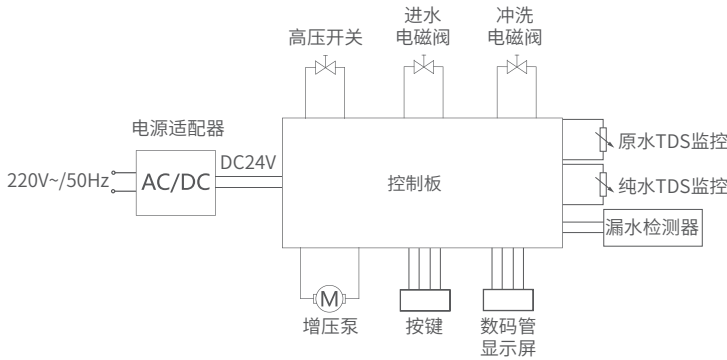 高压开关
进水
电磁阀
冲洗
电磁阀
电源适配器
220V~/50Hz
AC/DC
DC24V
控制板
原水TDS监控
纯水TDS监控
漏水检测器
M
增压泵
按键
数码管
显示屏